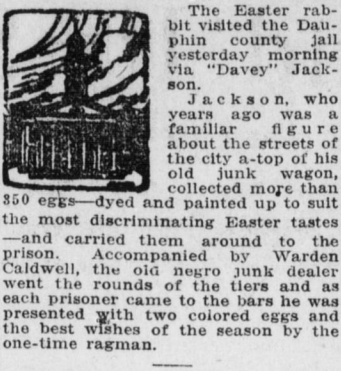 The Easter rab-
bit visited the Dau-
phin county jail
yesterday morning
via "Davey" Jack-
son.
Jackson, who
years ago was a
familiar figure
about the streets of
the city a-top of his
old junk wagon,
collected more than
350 eggs—dyed and painted up to suit
the most discriminating Easter tastes
—and carried them around to the
prison. Accompanied by Warden
Caldwell, the old negro junk dealer
went the rounds of the tiers and as
each prisoner came to the bars he was
presented with two colored eggs and
the best wishes of the season by the
one-time ragman.